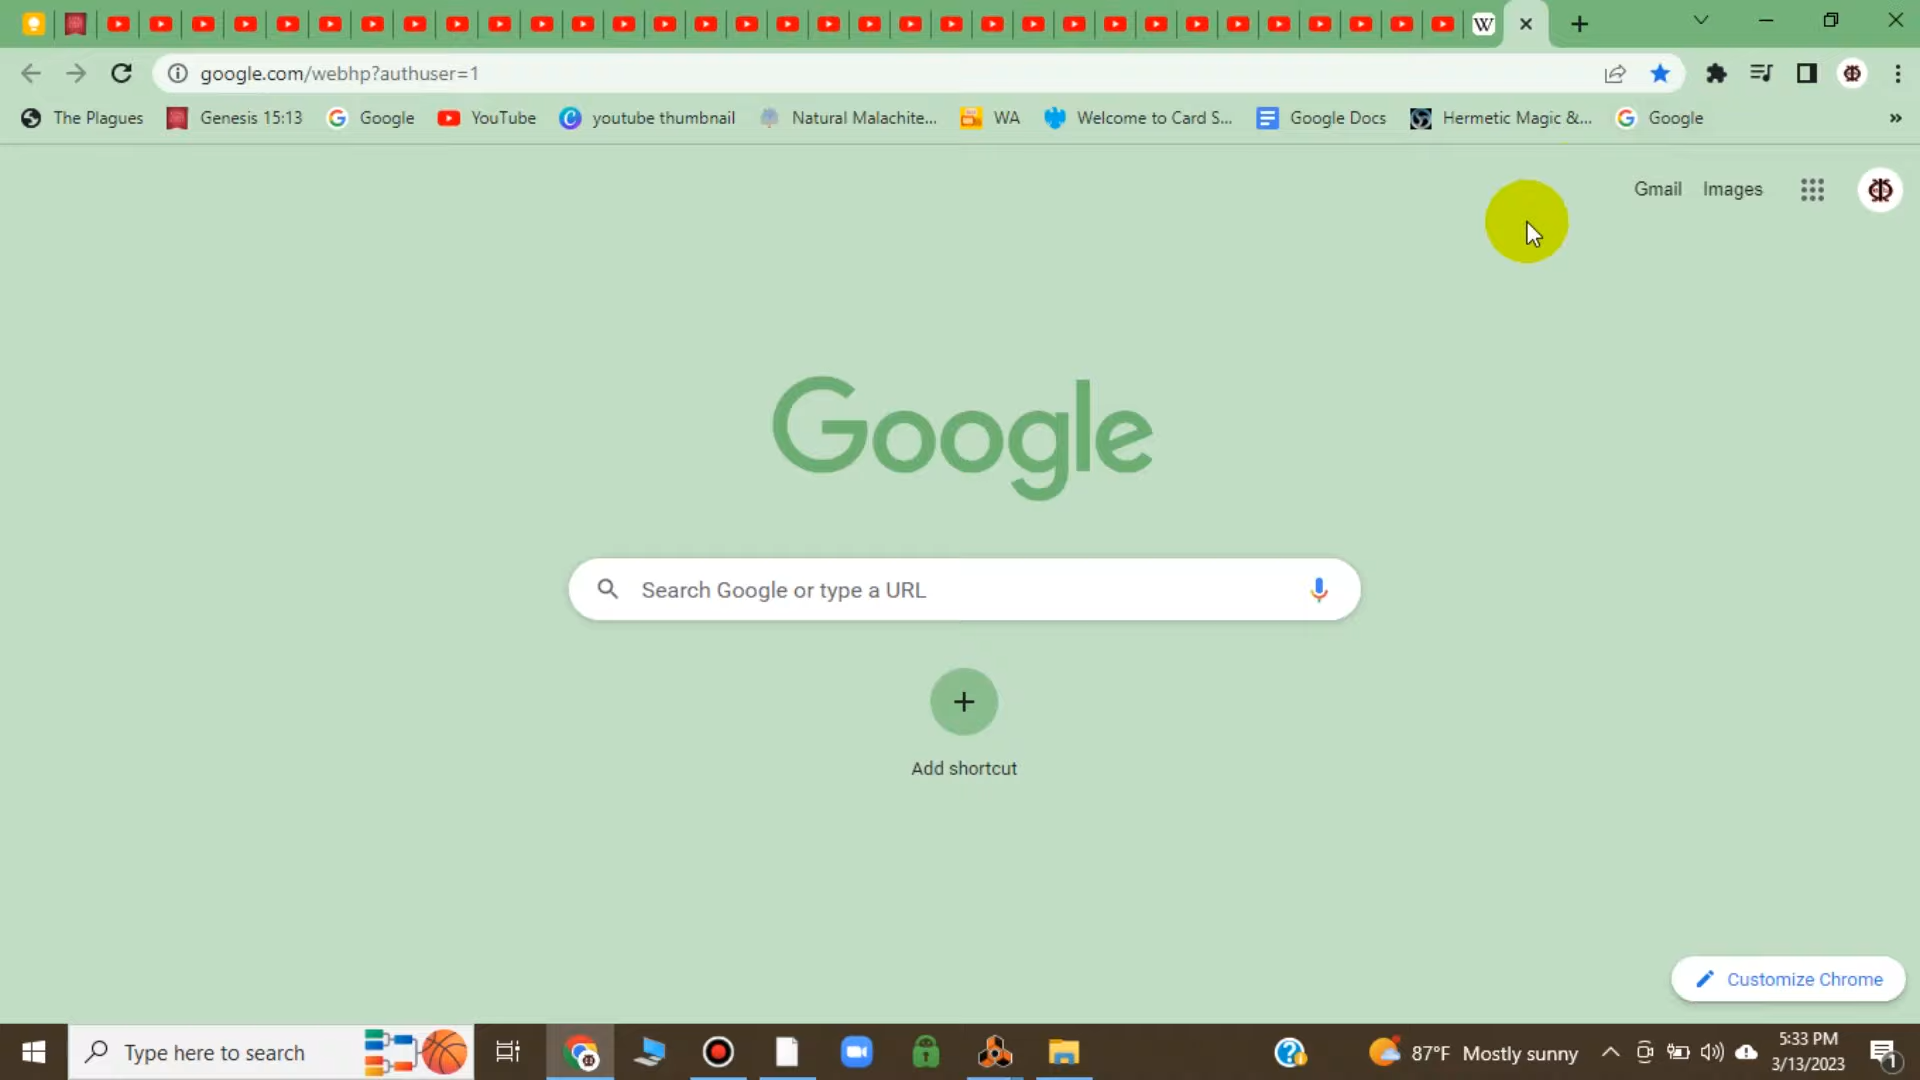 W
google.com/webhp?authuser=1
The Plagues Genesis 15:13 Google YouTube youtube thumbnail Natural Malachite... WA Welcome to Card S... Google Docs Hermetic Magic &... Google »
Gmail Images
Google
Search Google or type a URL
Add shortcut
Customize Chrome
Type here to search
87°F Mostly sunny
5:33 PM
3/13/2023
1